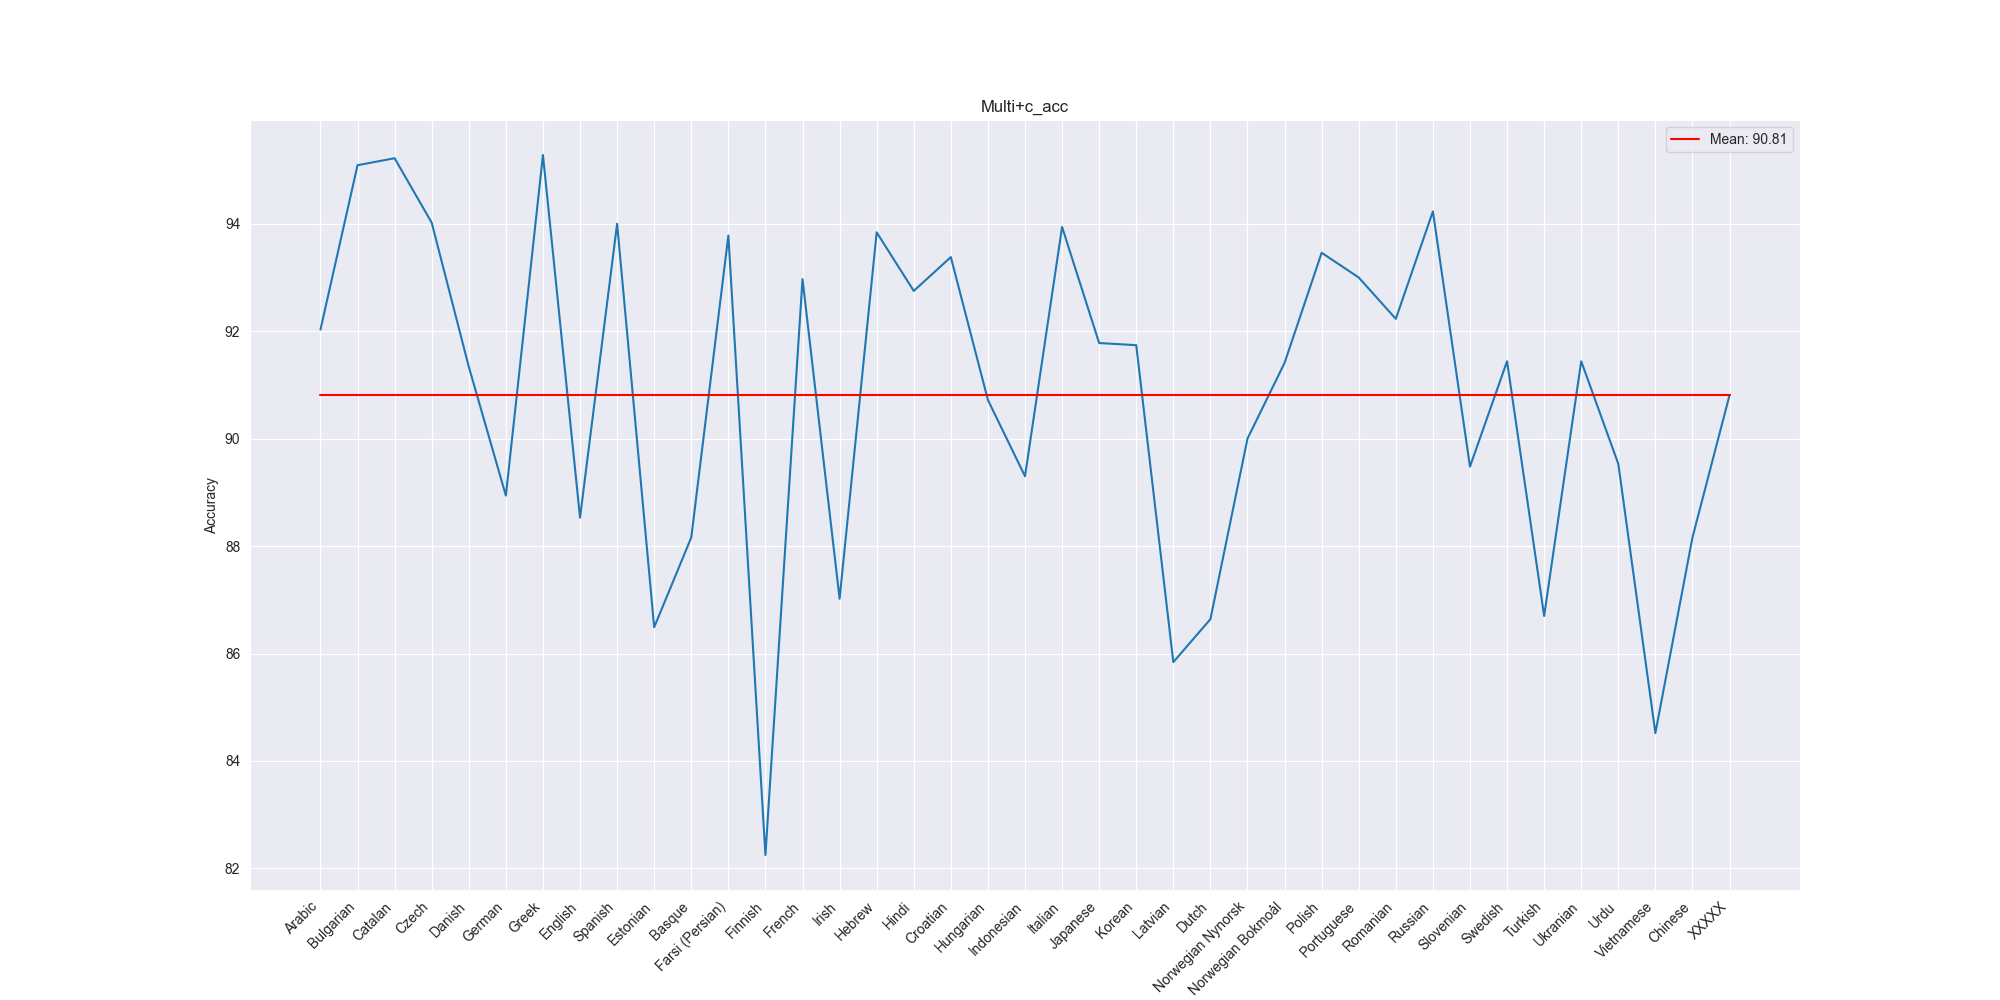 Multi+c_acc
Mean: 90.81
94
92
90
88
86
84
82
Accuracy
Arabic
Bulgarian
Catalan
Czech
Danish
German
Greek
English
Spanish
Estonian
Basque
Farsi (Persian)
Finnish
French
Irish
Hebrew
Hindi
Croatian
Hungarian
Indonesian
Italian
Japanese
Korean
Latvian
Dutch
Norwegian Nynorsk
Norwegian Bokmoål
Polish
Portuguese
Romanian
Russian
Slovenian
Swedish
Turkish
Ukranian
Urdu
Vietnamese
Chinese
XXXXX